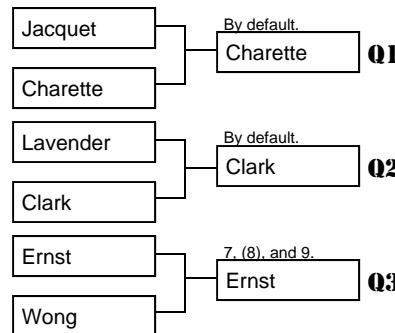 Jacquet
By default.
Charette
Q1
Charette
Lavender
By default.
Clark
Q2
Clark
Ernst
7, (8), and 9.
Ernst
Q3
Wong